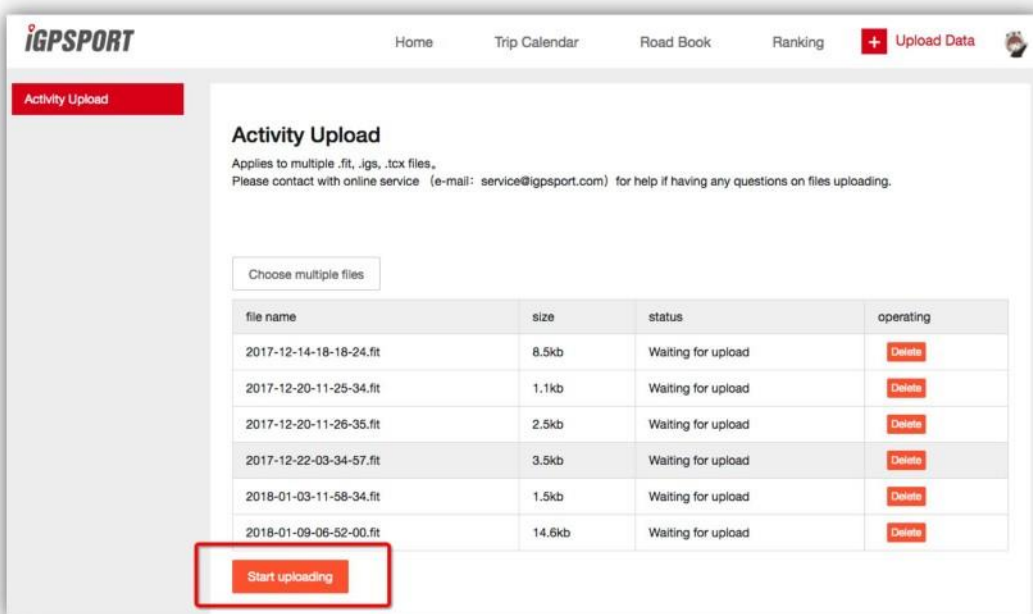 iGPSPORT
Home Trip Calendar Road Book Ranking + Upload Data
Activity Upload
Activity Upload
Applies to multiple .fit, .igs, .tcx files。
Please contact with online service （e-mail：service@igpsport.com）for help if having any questions on files uploading.
Choose multiple files
file name size status operating
2017-12-14-18-18-24.fit 8.5kb Waiting for upload Delete
2017-12-20-11-25-34.fit 1.1kb Waiting for upload Delete
2017-12-20-11-26-35.fit 2.5kb Waiting for upload Delete
2017-12-22-03-34-57.fit 3.5kb Waiting for upload Delete
2018-01-03-11-58-34.fit 1.5kb Waiting for upload Delete
2018-01-09-06-52-00.fit 14.6kb Waiting for upload Delete
Start uploading